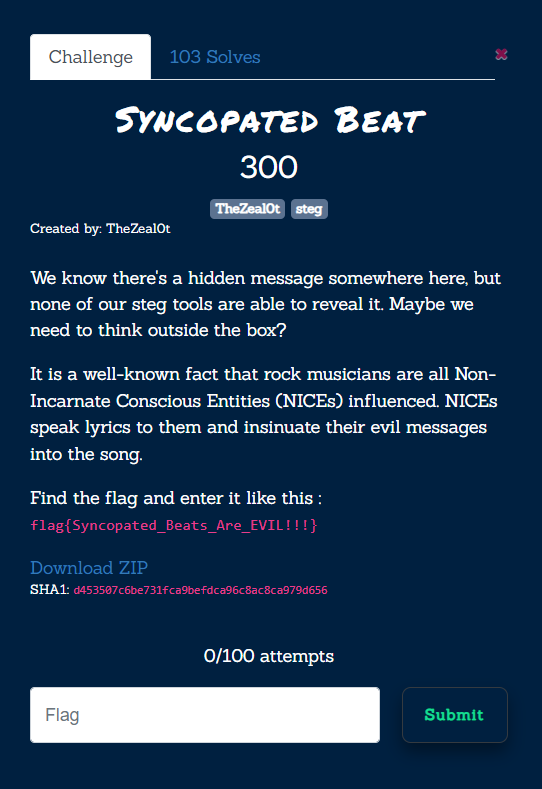 Challenge
103 Solves
✖
Syncopated Beat
300
TheZeal0t steg
Created by: TheZeal0t
We know there's a hidden message somewhere here, but
none of our steg tools are able to reveal it. Maybe we
need to think outside the box?
It is a well-known fact that rock musicians are all Non-
Incarnate Conscious Entities (NICEs) influenced. NICEs
speak lyrics to them and insinuate their evil messages
into the song.
Find the flag and enter it like this :
flag{Syncopated_Beats_Are_EVIL!!!}
Download ZIP
SHA1: d453507c6be731fca9befdca96c8ac8ca979d656
0/100 attempts
Flag
Submit